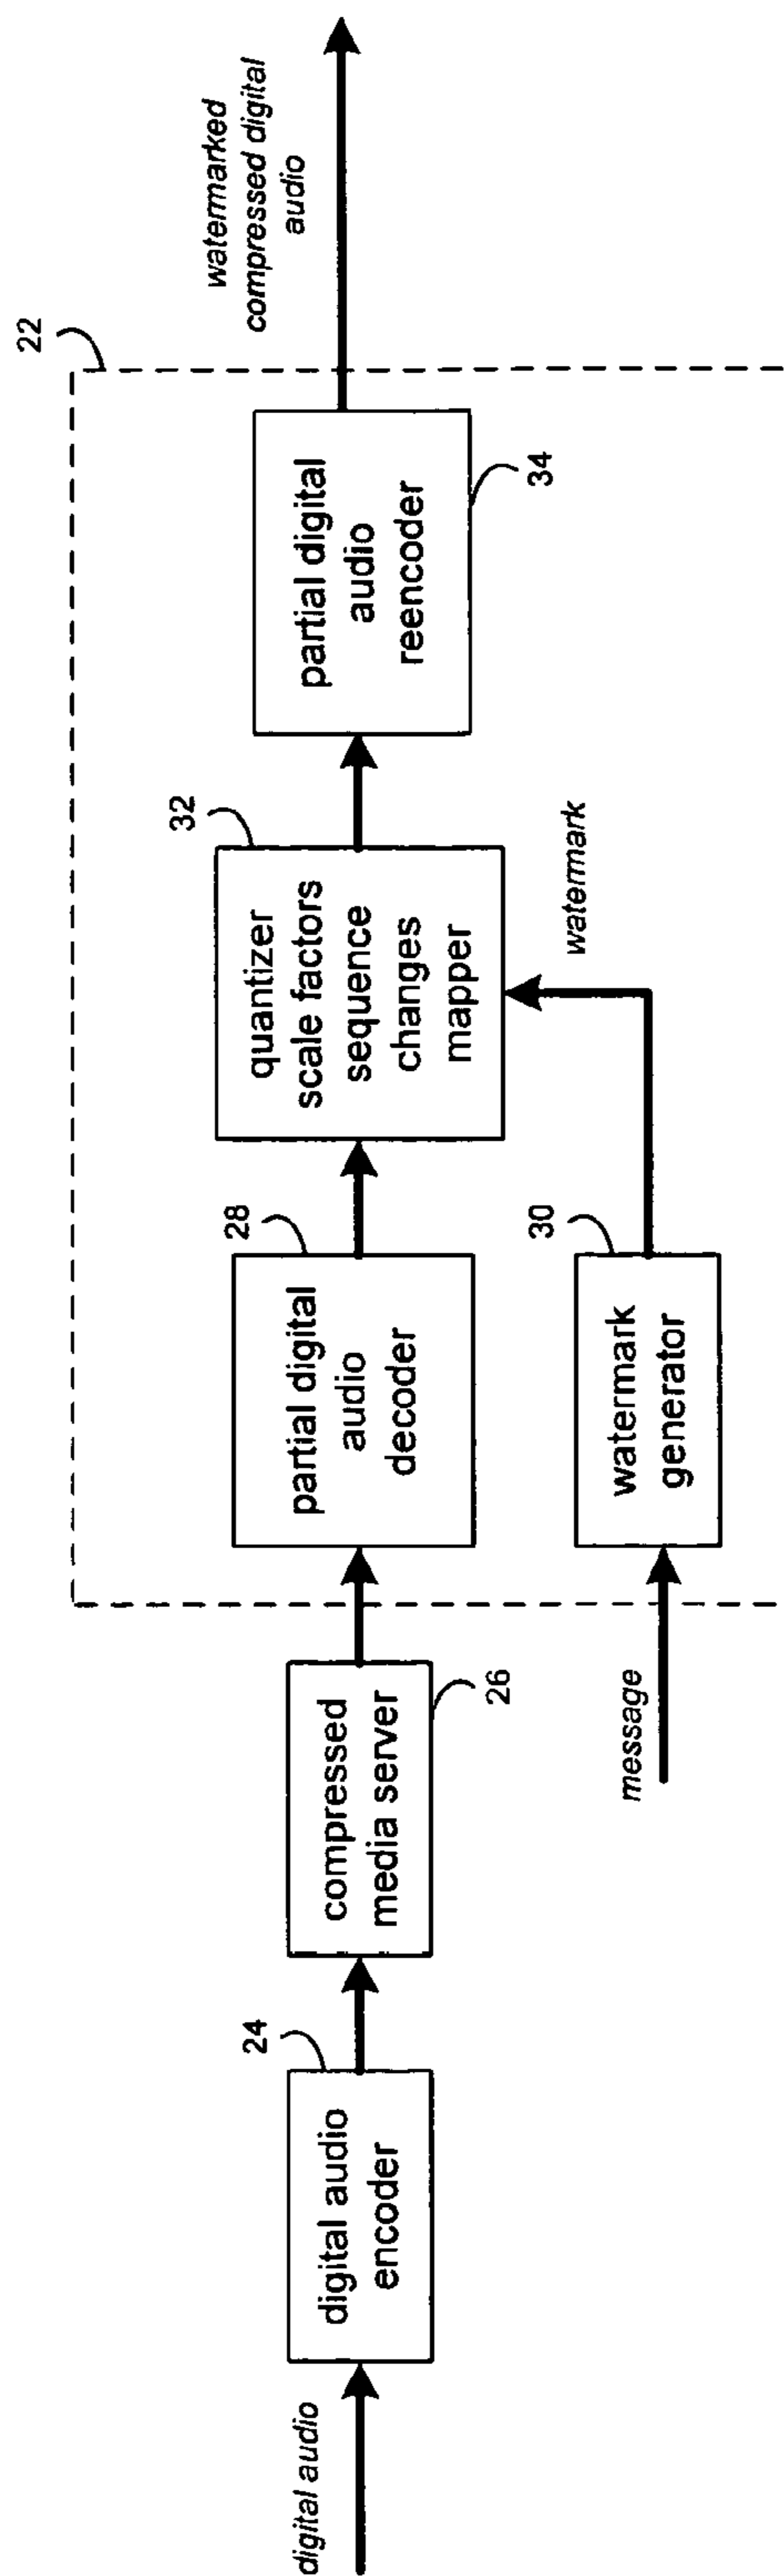 digital audio
24
digital audio
encoder
26
compressed
media server
22
28
partial digital
audio
decoder
message
30
watermark
generator
watermark
32
quantizer
scale factors
sequence
changes
mapper
34
partial digital
audio
reencoder
watermarked
compressed digital
audio